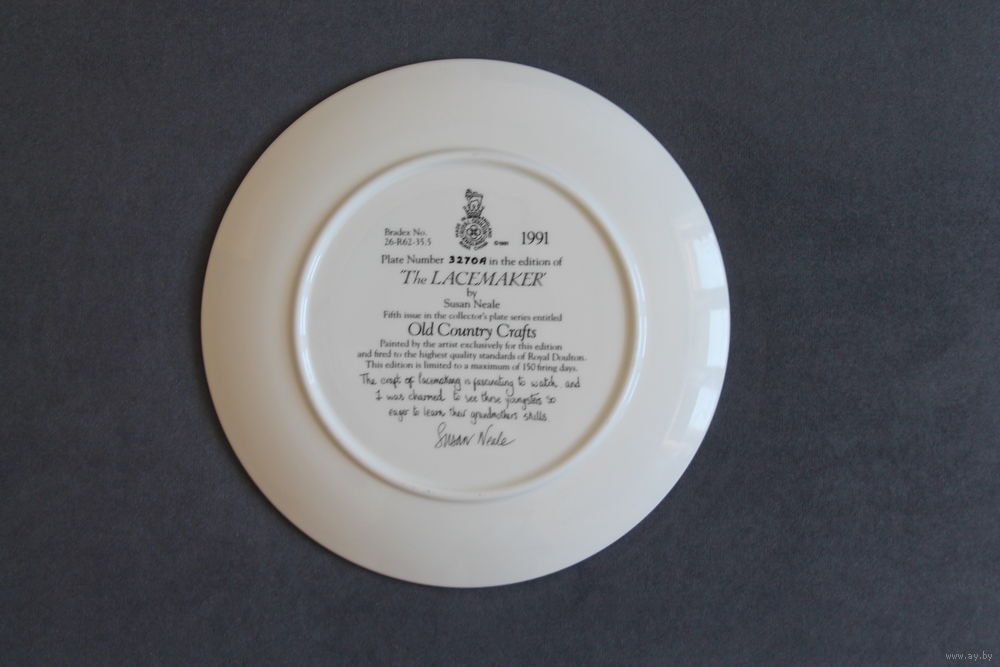 Bradex No.
26-R62-35.5
© 1991
1991
Plate Number 3270A in the edition of
'The LACEMAKER'
by
Susan Neale
Fifth issue in the collector's plate series entitled
Old Country Crafts
Painted by the artist exclusively for this edition
and fired to the highest quality standards of Royal Doulton.
This edition is limited to a maximum of 150 firing days.
The craft of lacemaking is fascinating to watch and
I was charmed to see these youngsters so
eager to learn their grandmothers skills.
Susan Neale
www.ay.by